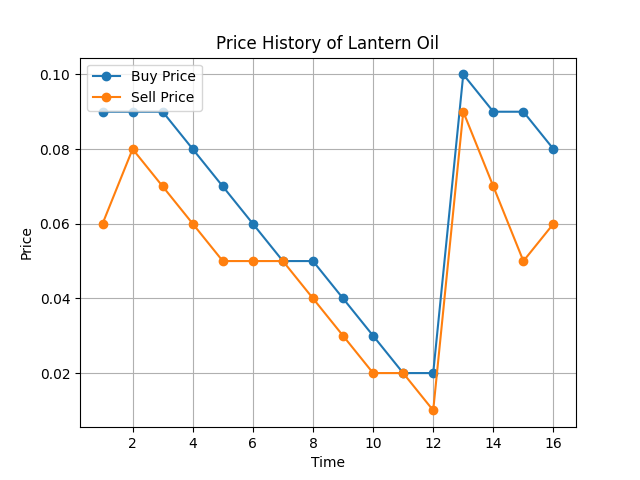 Price History of Lantern Oil
Buy Price
Sell Price
0.10
0.08
0.06
0.04
0.02
Price
2 4 6 8 10 12 14 16
Time